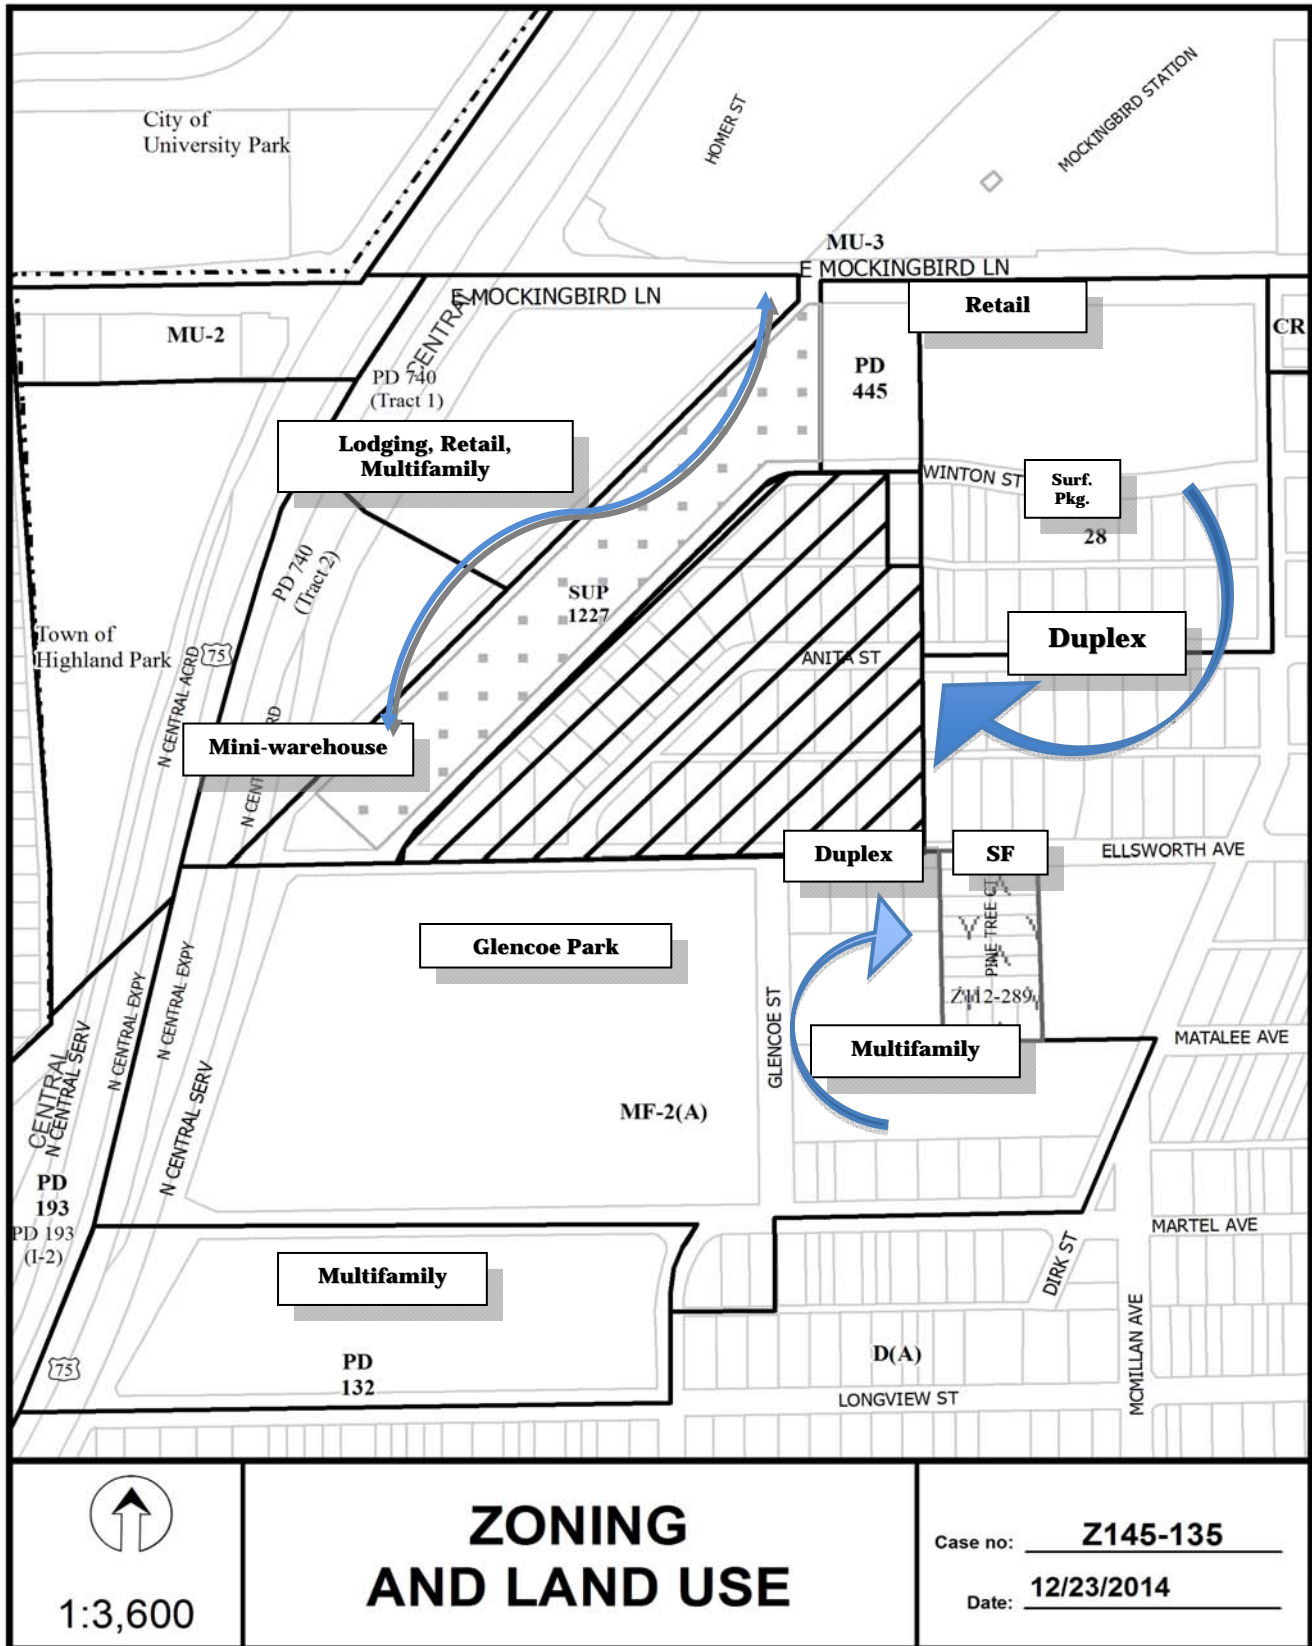 City of
University Park
HOMER ST
MOCKINGBIRD STATION
MU-3
E MOCKINGBIRD LN
E MOCKINGBIRD LN
Retail
MU-2
CENTRAL
CR
PD 740
(Tract 1)
PD
445
Lodging, Retail,
Multifamily
WINTON ST
Surf.
Pkg.
28
PD 740
(Tract 2)
SUP
1227
Town of
Highland Park
75
Duplex
ANITA ST
N CENTRAL ACRD
Mini-warehouse
N CENT
RD
Duplex
SF
ELLSWORTH AVE
PINE TREE CT
Glencoe Park
Z112-289
GLENCOE ST
N CENTRAL EXPY
N CENTRAL EXPY
Multifamily
MATALEE AVE
CENTRAL
N CENTRAL SERV
N CENTRAL SERV
MF-2(A)
PD
193
PD 193
(I-2)
MARTEL AVE
DIRK ST
Multifamily
MCMILLAN AVE
D(A)
PD
132
75
LONGVIEW ST
1:3,600
ZONING
AND LAND USE
Case no: Z145-135
Date: 12/23/2014